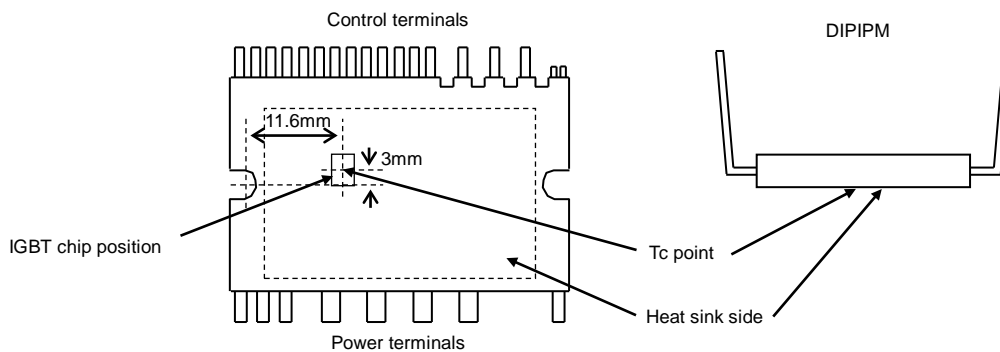 Control terminals
DIPIPM
11.6mm
3mm
IGBT chip position
Tc point
Heat sink side
Power terminals